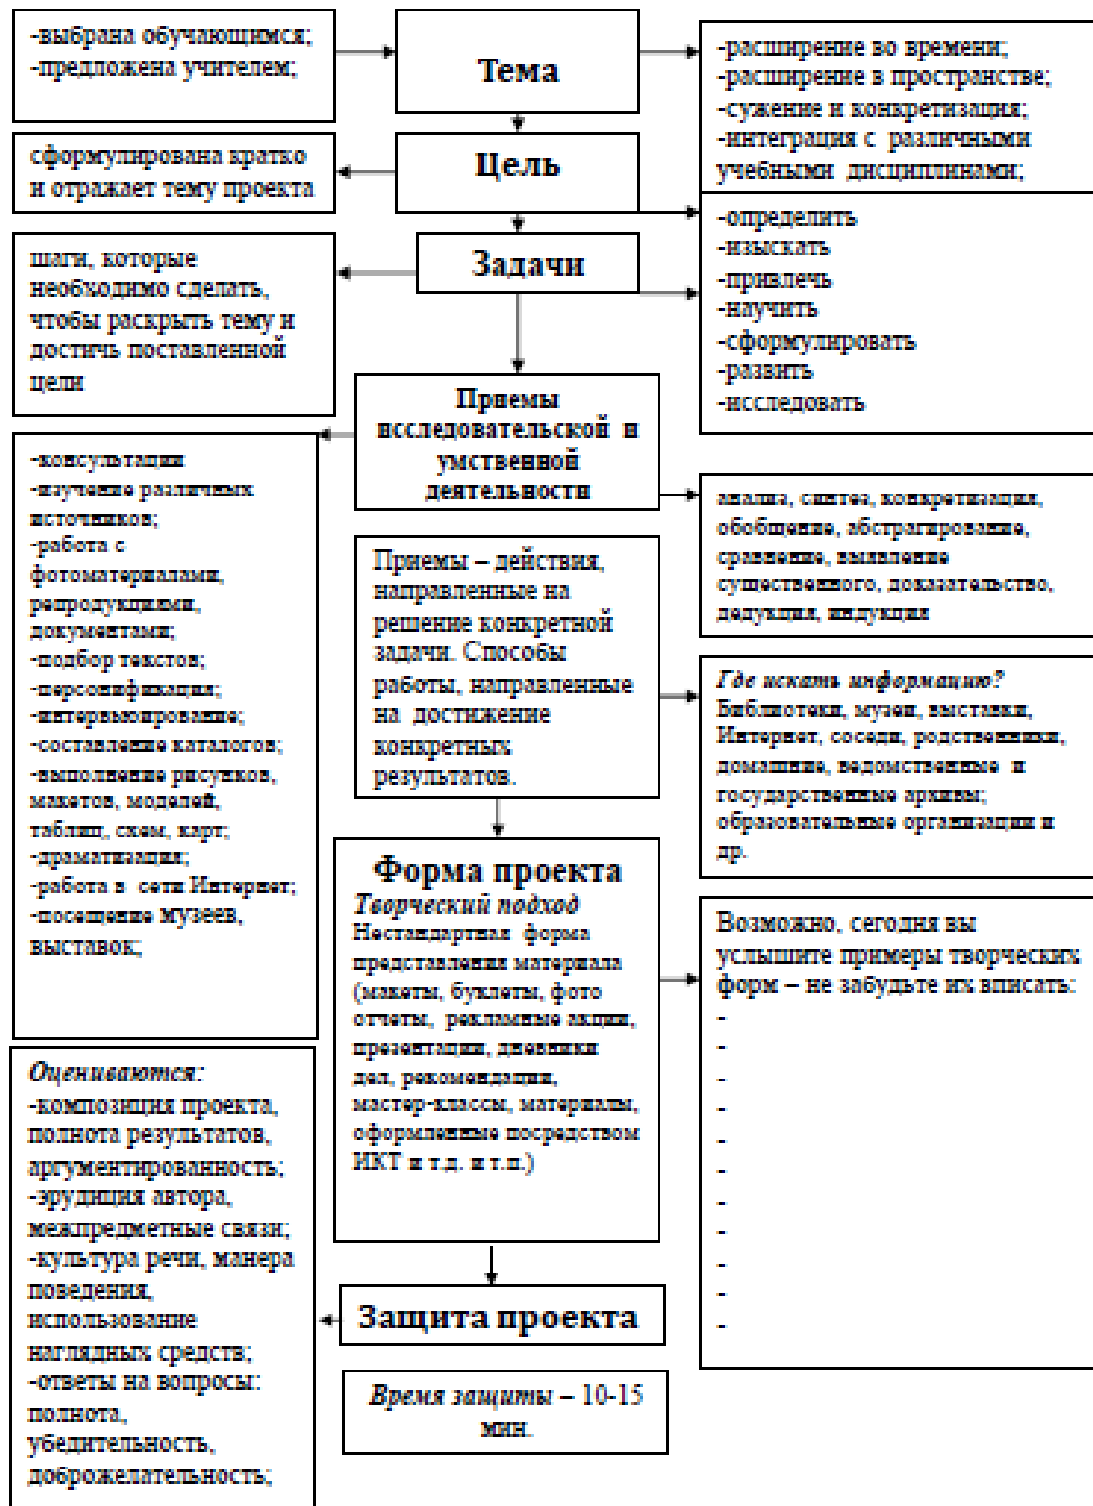 -выбрана обучающимся;
-предложена учителем;
Тема
-расширение во времени;
-расширение в пространстве;
-сужение и конкретизация;
-интеграция с различными
учебными дисциплинами;
сформулирована кратко
и отражает тему проекта
Цель
-определить
-изыскать
-привлечь
-научить
-сформулировать
-развить
-исследовать
шаги, которые
необходимо сделать,
чтобы раскрыть тему и
достичь поставленной
цели
Задачи
Приемы
исследовательской и
умственной
деятельности
-консультации
-изучение различных
источников;
-работа с
фотоматериалами,
репродукциями,
документами;
-подбор текстов;
-персонификация;
-интервьюирование;
-составление каталогов;
-выполнение рисунков,
макетов, моделей,
таблиц, схем, карт;
-драматизация;
-работа в сети Интернет;
-посещение музеев,
выставок;
анализ, синтез, конкретизация,
обобщение, абстрагирование,
сравнение, выявление
существенного, доказательство,
дедукция, индукция
Приемы – действия,
направленные на
решение конкретной
задачи. Способы
работы, направленные
на достижение
конкретных
результатов.
Где искать информацию?
Библиотеки, музеи, выставки,
Интернет, соседи, родственники,
домашние, ведомственные и
государственные архивы;
образовательные организации и
др.
Форма проекта
Творческий подход
Нестандартная форма
представления материала
(макеты, буклеты, фото
отчеты, рекламные акции,
презентации, дневники
дел, рекомендации,
мастер-классы, материалы,
оформленные посредством
ИКТ и т.д. и т.п.)
Возможно, сегодня вы
услышите примеры творческих
форм – не забудьте их вписать:
-
-
-
-
-
-
-
-
-
-
-
Оцениваются:
-композиция проекта,
полнота результатов,
аргументированность;
-эрудиция автора,
межпредметные связи;
-культура речи, манера
поведения,
использование
наглядных средств;
-ответы на вопросы:
полнота,
убедительность,
доброжелательность;
Защита проекта
Время защиты – 10-15
мин.